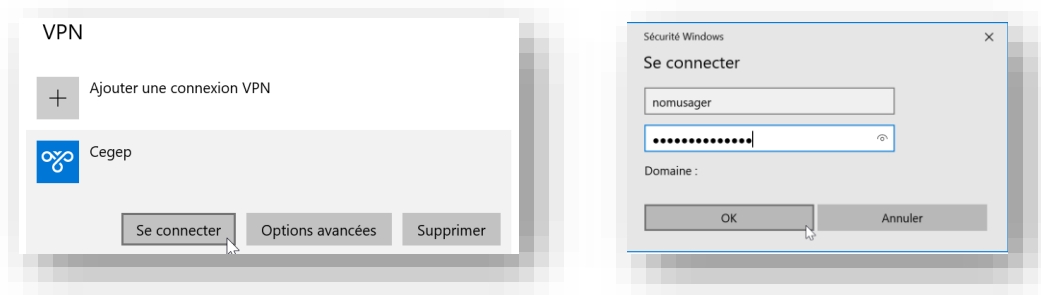 VPN
Ajouter une connexion VPN
Cegep
Se connecter
Options avancées
Supprimer
Sécurité Windows
Se connecter
nomusager
••••••••••••••
Domaine :
OK
Annuler